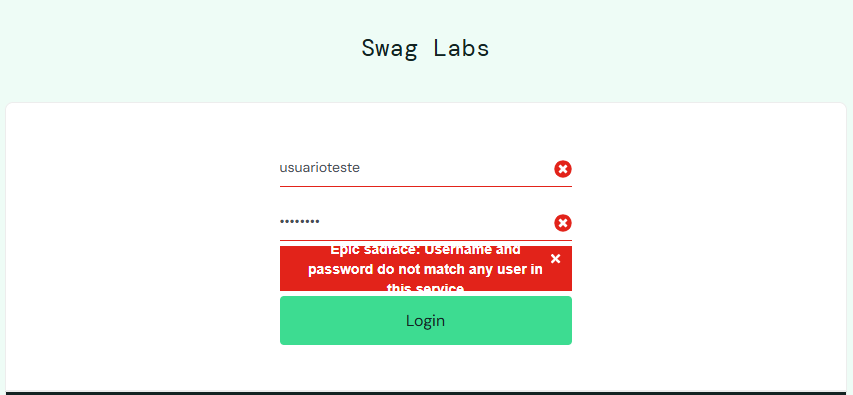 Swag Labs
usuarioteste
••••••••
Epic sadface: Username and
password do not match any user in
this service
Login